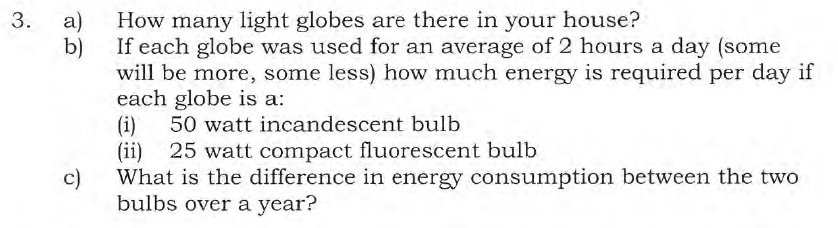 3. a) How many light globes are there in your house?
b) If each globe was used for an average of 2 hours a day (some
will be more, some less) how much energy is required per day if
each globe is a:
(i) 50 watt incandescent bulb
(ii) 25 watt compact fluorescent bulb
c) What is the difference in energy consumption between the two
bulbs over a year?